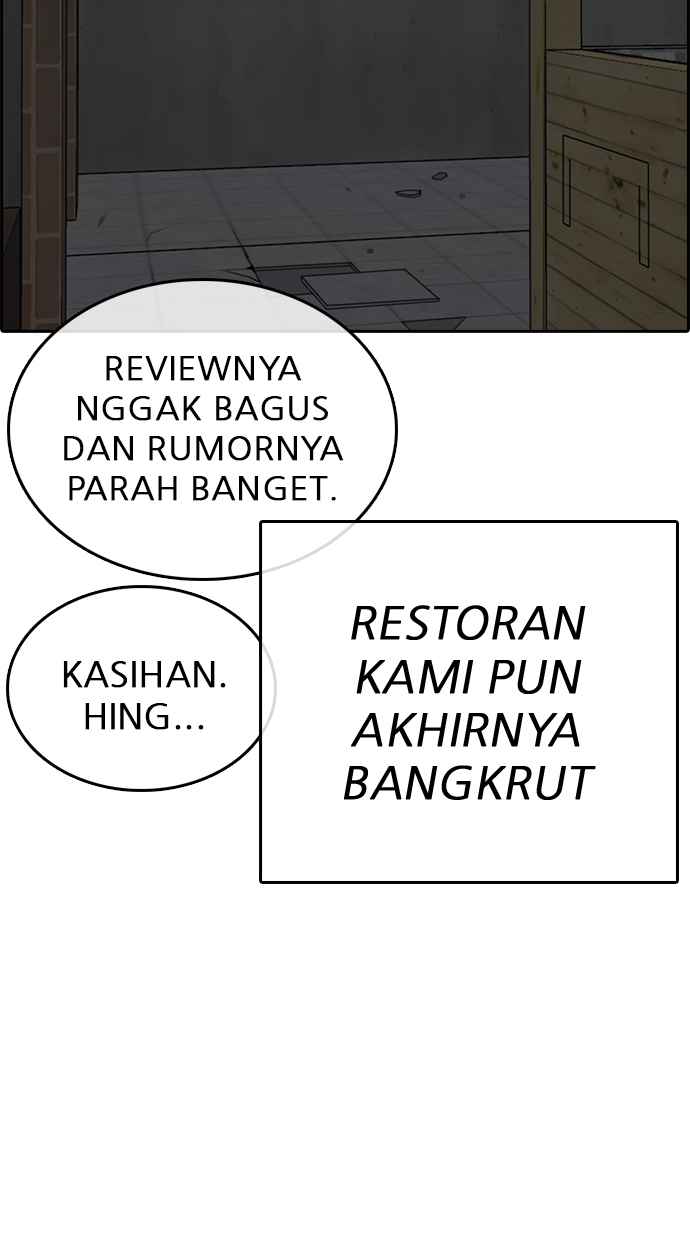 REVIEWNYA
NGGAK BAGUS
DAN RUMORNYA
PARAH BANGET.
KASIHAN.
HING...
RESTORAN
KAMI PUN
AKHIRNYA
BANGKRUT